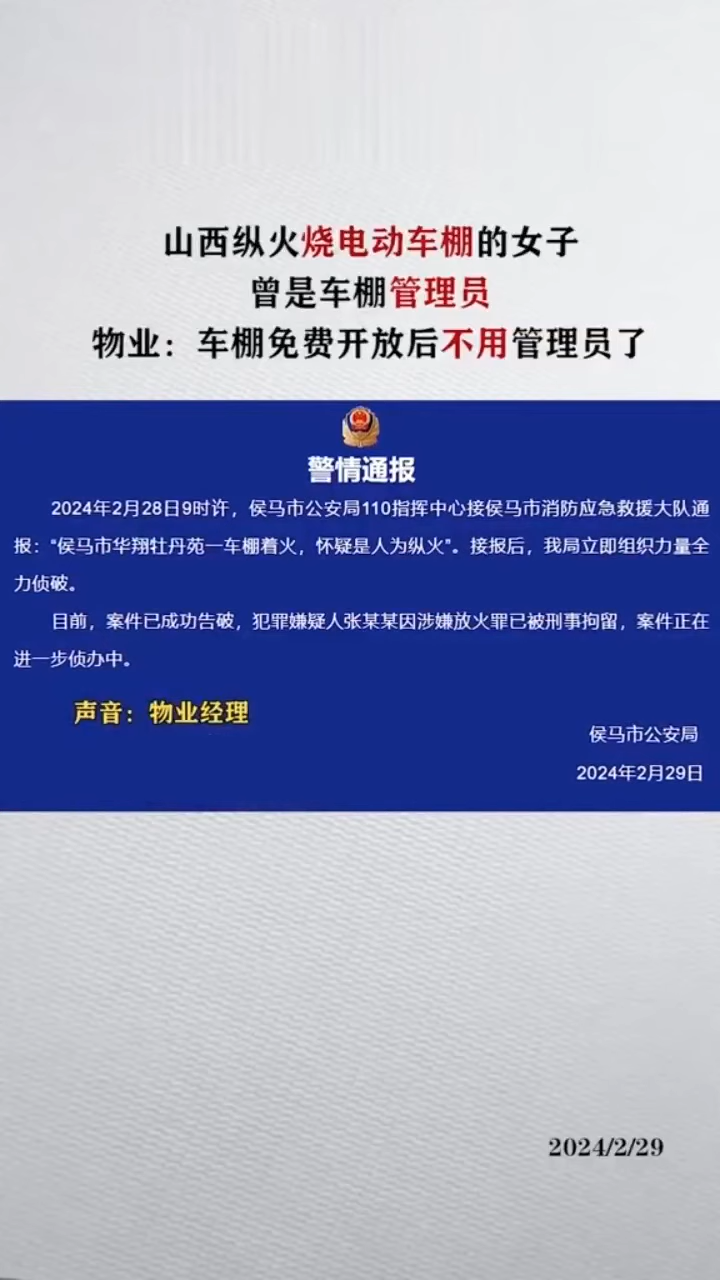 山西纵火烧电动车棚的女子
曾是车棚管理员
物业：车棚免费开放后不用管理员了
警情通报
2024年2月28日9时许，侯马市公安局110指挥中心接侯马市消防应急救援大队通
报：“侯马市华翔牡丹苑一车棚着火，怀疑是人为纵火”。接报后，我局立即组织力量全
力侦破。
目前，案件已成功告破，犯罪嫌疑人张某某因涉嫌放火罪已被刑事拘留，案件正在
进一步侦办中。
声音：物业经理
侯马市公安局
2024年2月29日
2024/2/29